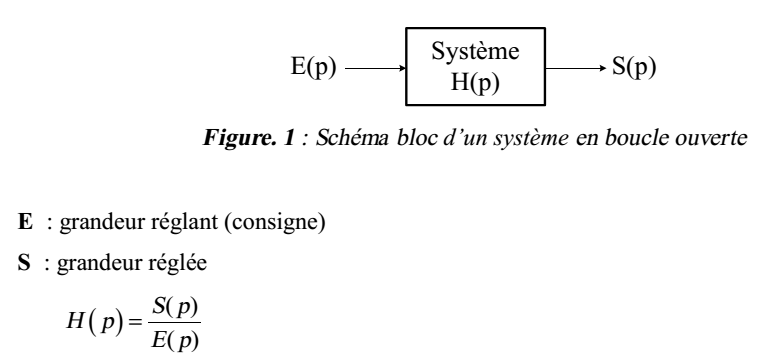 E(p) Système S(p)
H(p)
Figure. 1 : Schéma bloc d'un système en boucle ouverte
E : grandeur réglant (consigne)
S : grandeur réglée
H(p) = S(p) / E(p)